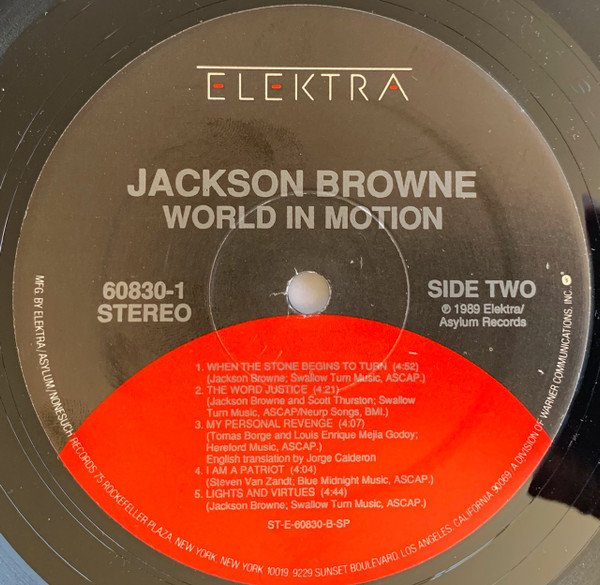 ELEKTRA
JACKSON BROWNE
WORLD IN MOTION
60830-1
STEREO
SIDE TWO
℗ 1989 Elektra/
Asylum Records
1. WHEN THE STONE BEGINS TO TURN (4:52)
(Jackson Browne; Swallow Turn Music, ASCAP.)
2. THE WORD JUSTICE (4:21)
(Jackson Browne and Scott Thurston; Swallow
Turn Music, ASCAP/Neurp Songs, BMI.)
3. MY PERSONAL REVENGE (4:07)
(Tomas Borge and Louis Enrique Mejia Godoy;
Hereford Music, ASCAP.)
English translation by Jorge Calderon
4. I AM A PATRIOT (4:04)
(Steven Van Zandt; Blue Midnight Music, ASCAP.)
5. LIGHTS AND VIRTUES (4:44)
(Jackson Browne; Swallow Turn Music, ASCAP.)
ST-E-60830-B-SP
MFG. BY ELEKTRA/ASYLUM/NONESUCH RECORDS 75 ROCKEFELLER PLAZA, NEW YORK, NEW YORK 10019. 9229 SUNSET BOULEVARD, LOS ANGELES, CALIFORNIA 90069. A DIVISION OF WARNER COMMUNICATIONS, INC.